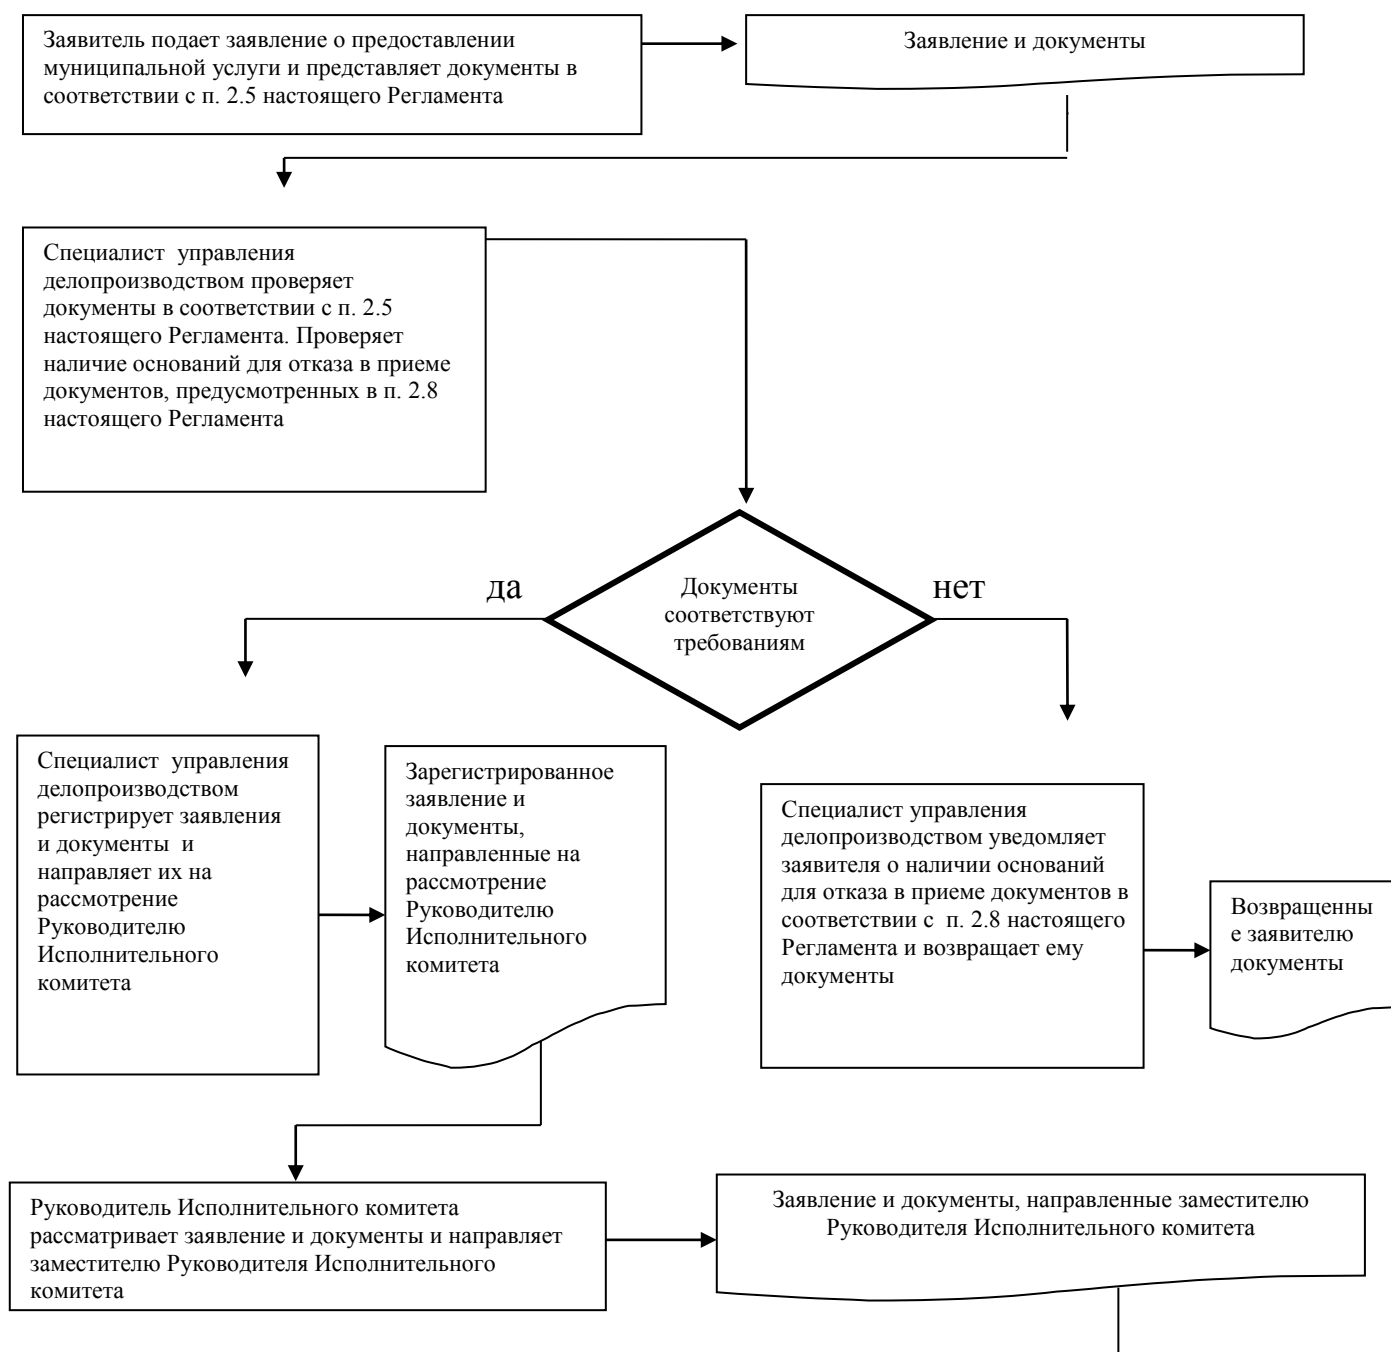 Заявитель подает заявление о предоставлении
муниципальной услуги и представляет документы в
соответствии с п. 2.5 настоящего Регламента
Заявление и документы
Специалист  управления
делопроизводством проверяет
документы в соответствии с п. 2.5
настоящего Регламента. Проверяет
наличие оснований для отказа в приеме
документов, предусмотренных в п. 2.8
настоящего Регламента
да
Документы
соответствуют
требованиям
нет
Специалист  управления
делопроизводством
регистрирует заявления
и документы  и
направляет их на
рассмотрение
Руководителю
Исполнительного
комитета
Зарегистрированное
заявление и
документы,
направленные на
рассмотрение
Руководителю
Исполнительного
комитета
Специалист управления
делопроизводством уведомляет
заявителя о наличии оснований
для отказа в приеме документов в
соответствии с  п. 2.8 настоящего
Регламента и возвращает ему
документы
Возвращенны
е заявителю
документы
Руководитель Исполнительного комитета
рассматривает заявление и документы и направляет
заместителю Руководителя Исполнительного
комитета
Заявление и документы, направленные заместителю
Руководителя Исполнительного комитета